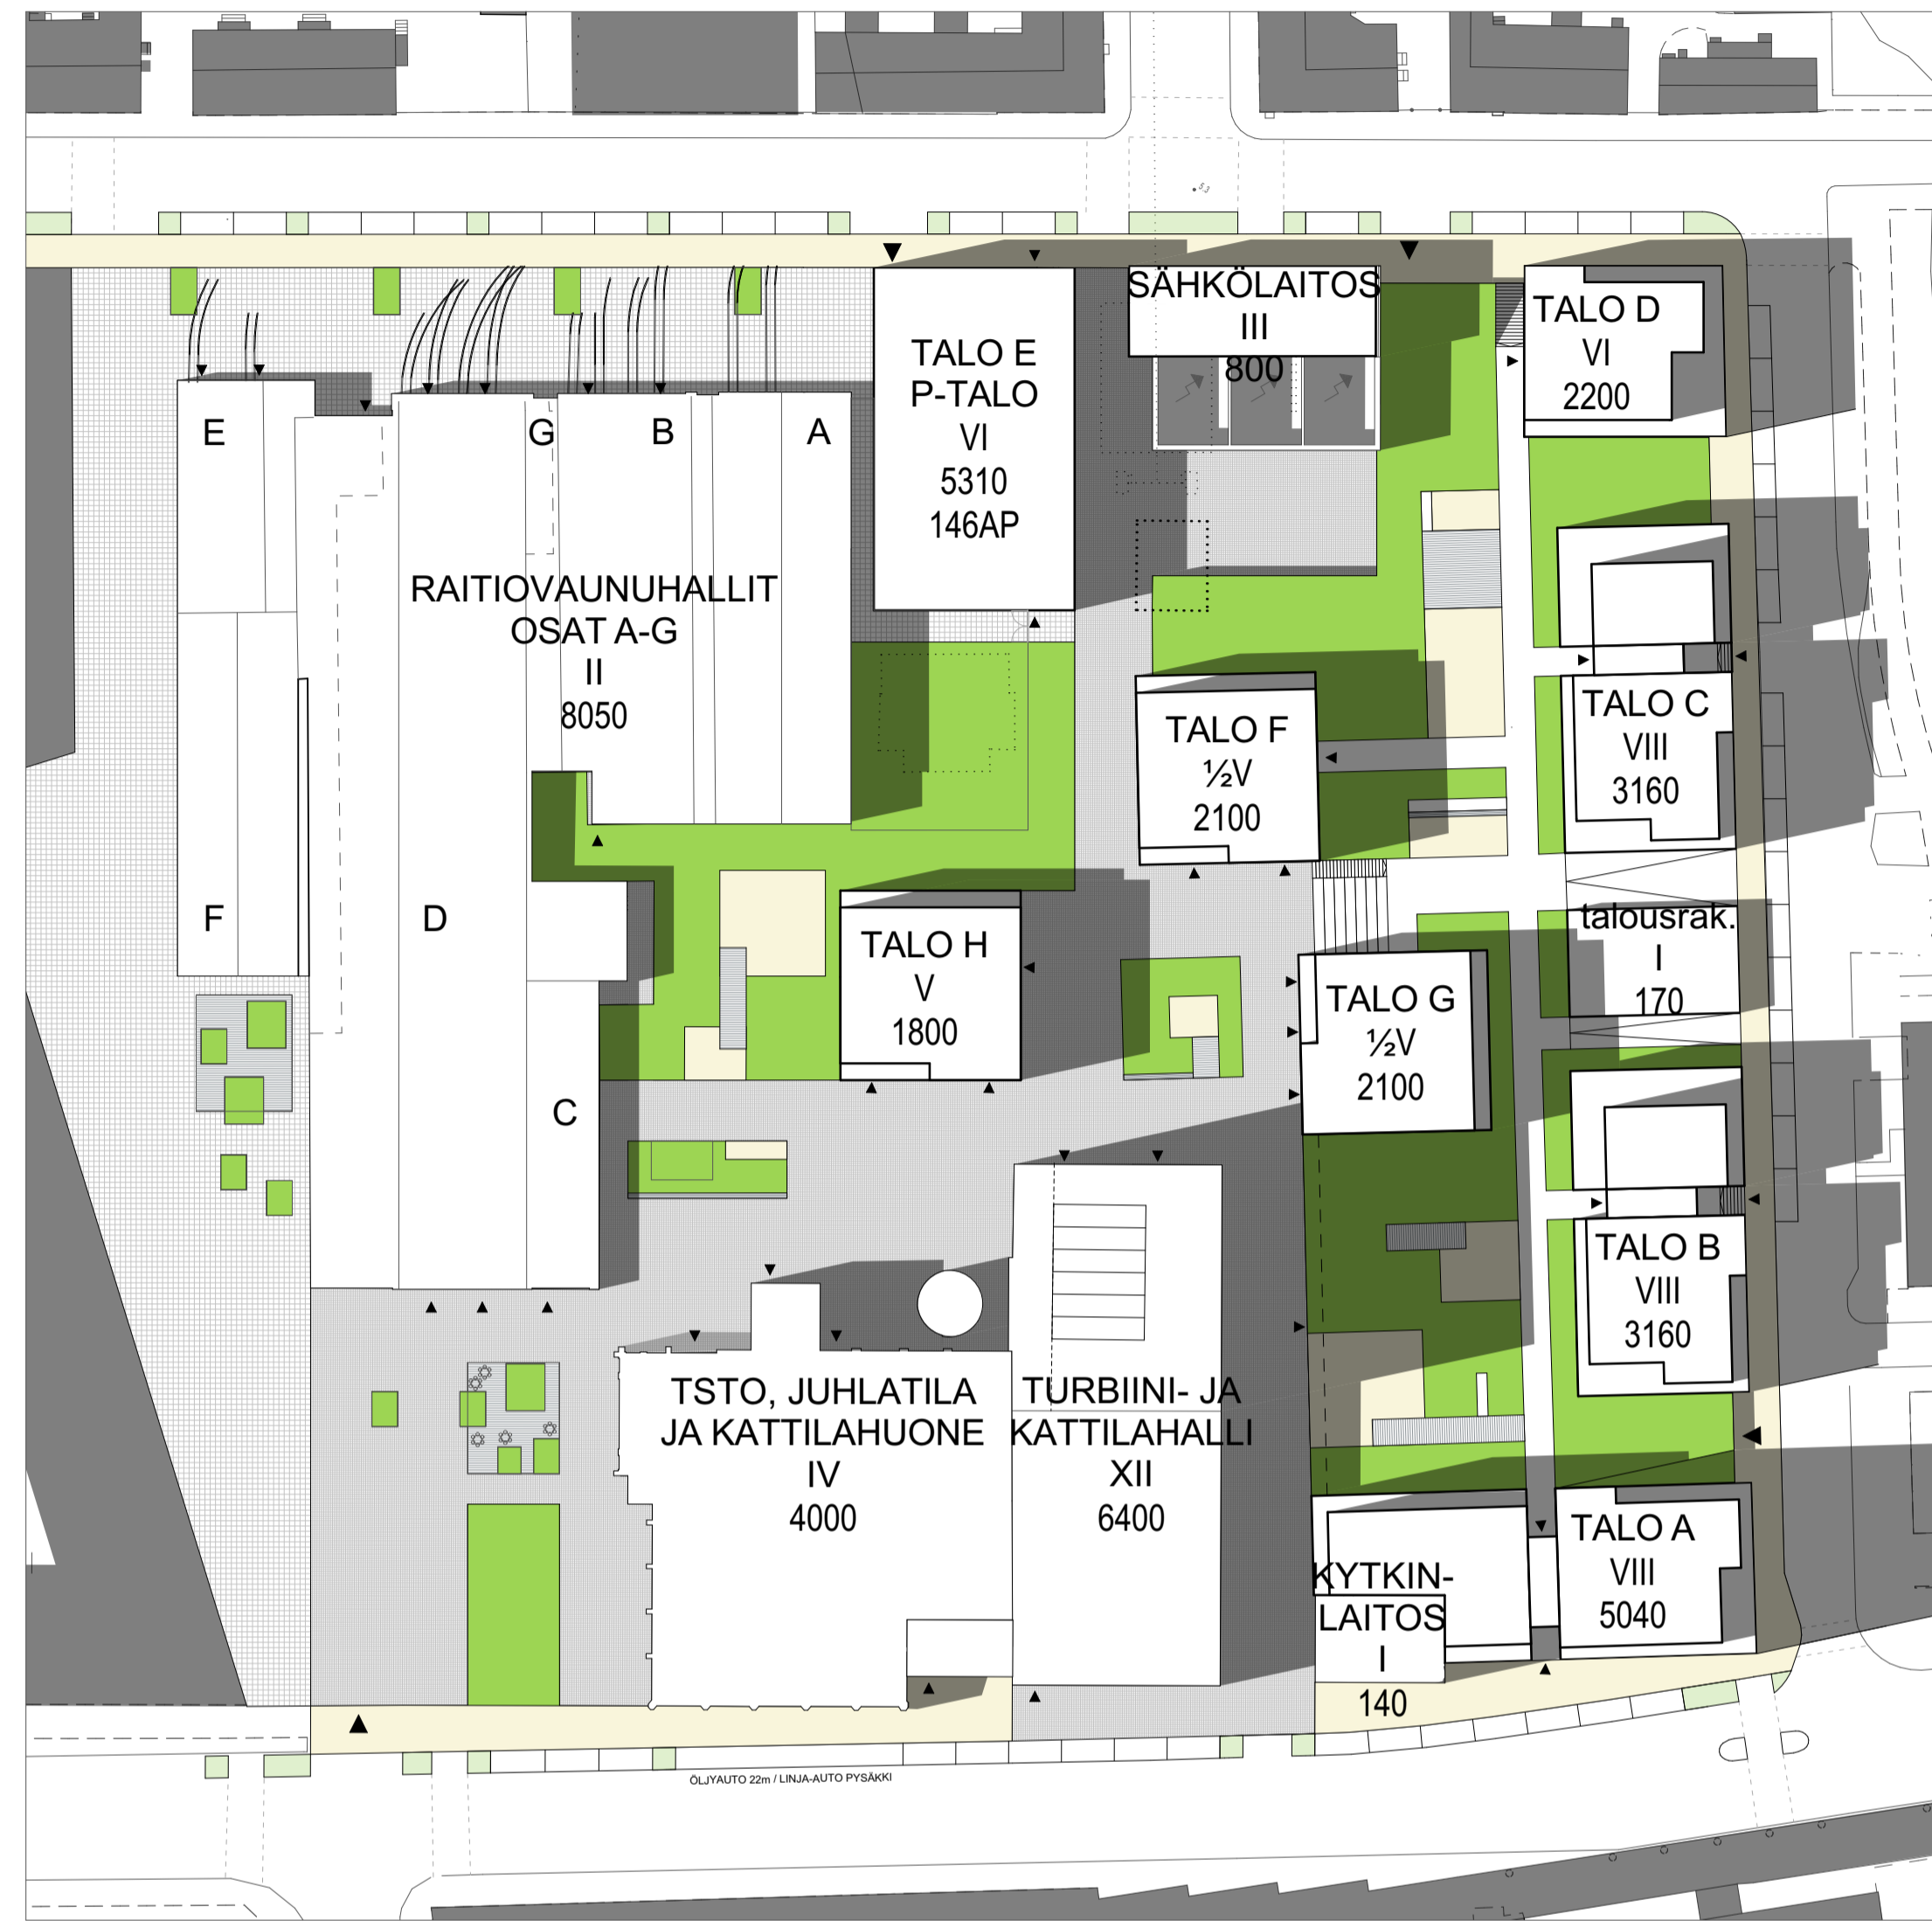 SÄHKÖLAITOS
III
800
TALO D
VI
2200
TALO E
P-TALO
VI
5310
146AP
E
G
B
A
RAITIOVAUNUHALLIT
OSAT A-G
II
8050
TALO F
½V
2100
TALO C
VIII
3160
F
D
TALO H
V
1800
talousrak.
I
170
TALO G
½V
2100
C
TALO B
VIII
3160
TSTO, JUHLATILA
JA KATTILAHUONE
IV
4000
TURBIINI- JA
KATTILAHALLI
XII
6400
TALO A
VIII
5040
KYTKIN-
LAITOS
I
140
ÖLJYAUTO 22m / LINJA-AUTO PYSÄKKI